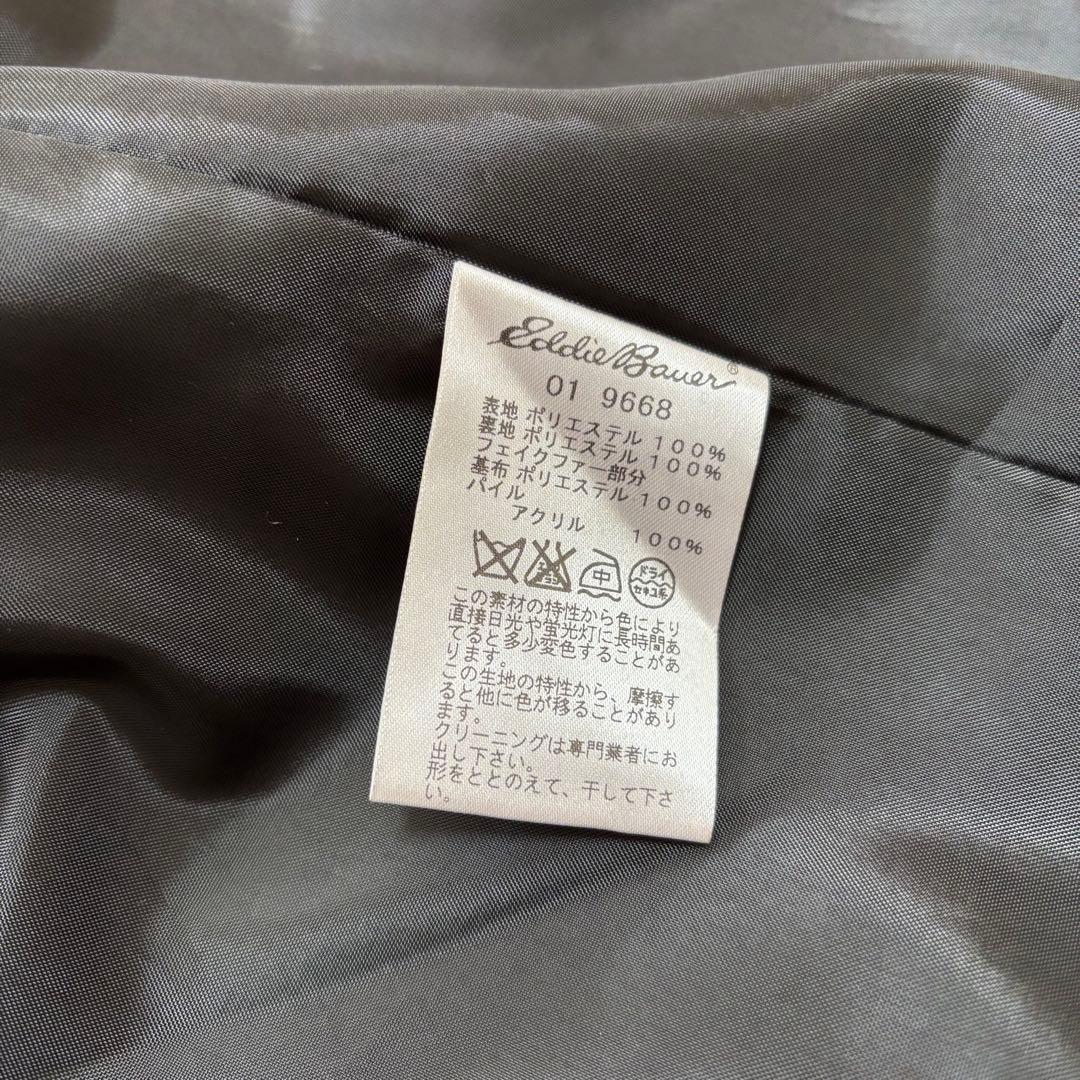 Eddie Bauer®
01 9668
表地 ポリエステル 100%
裏地 ポリエステル 100%
フェイクファー部分
基布 ポリエステル 100%
パイル
アクリル 100%
中 ドライ セキユ系
この素材の特性から色により
直接日光や蛍光灯に長時間あ
てると多少変色することがあ
ります。
この生地の特性から、摩擦す
ると他に色が移ることがあり
ます。
クリーニングは専門業者にお
出し下さい。
形をととのえて、干して下さ
い。